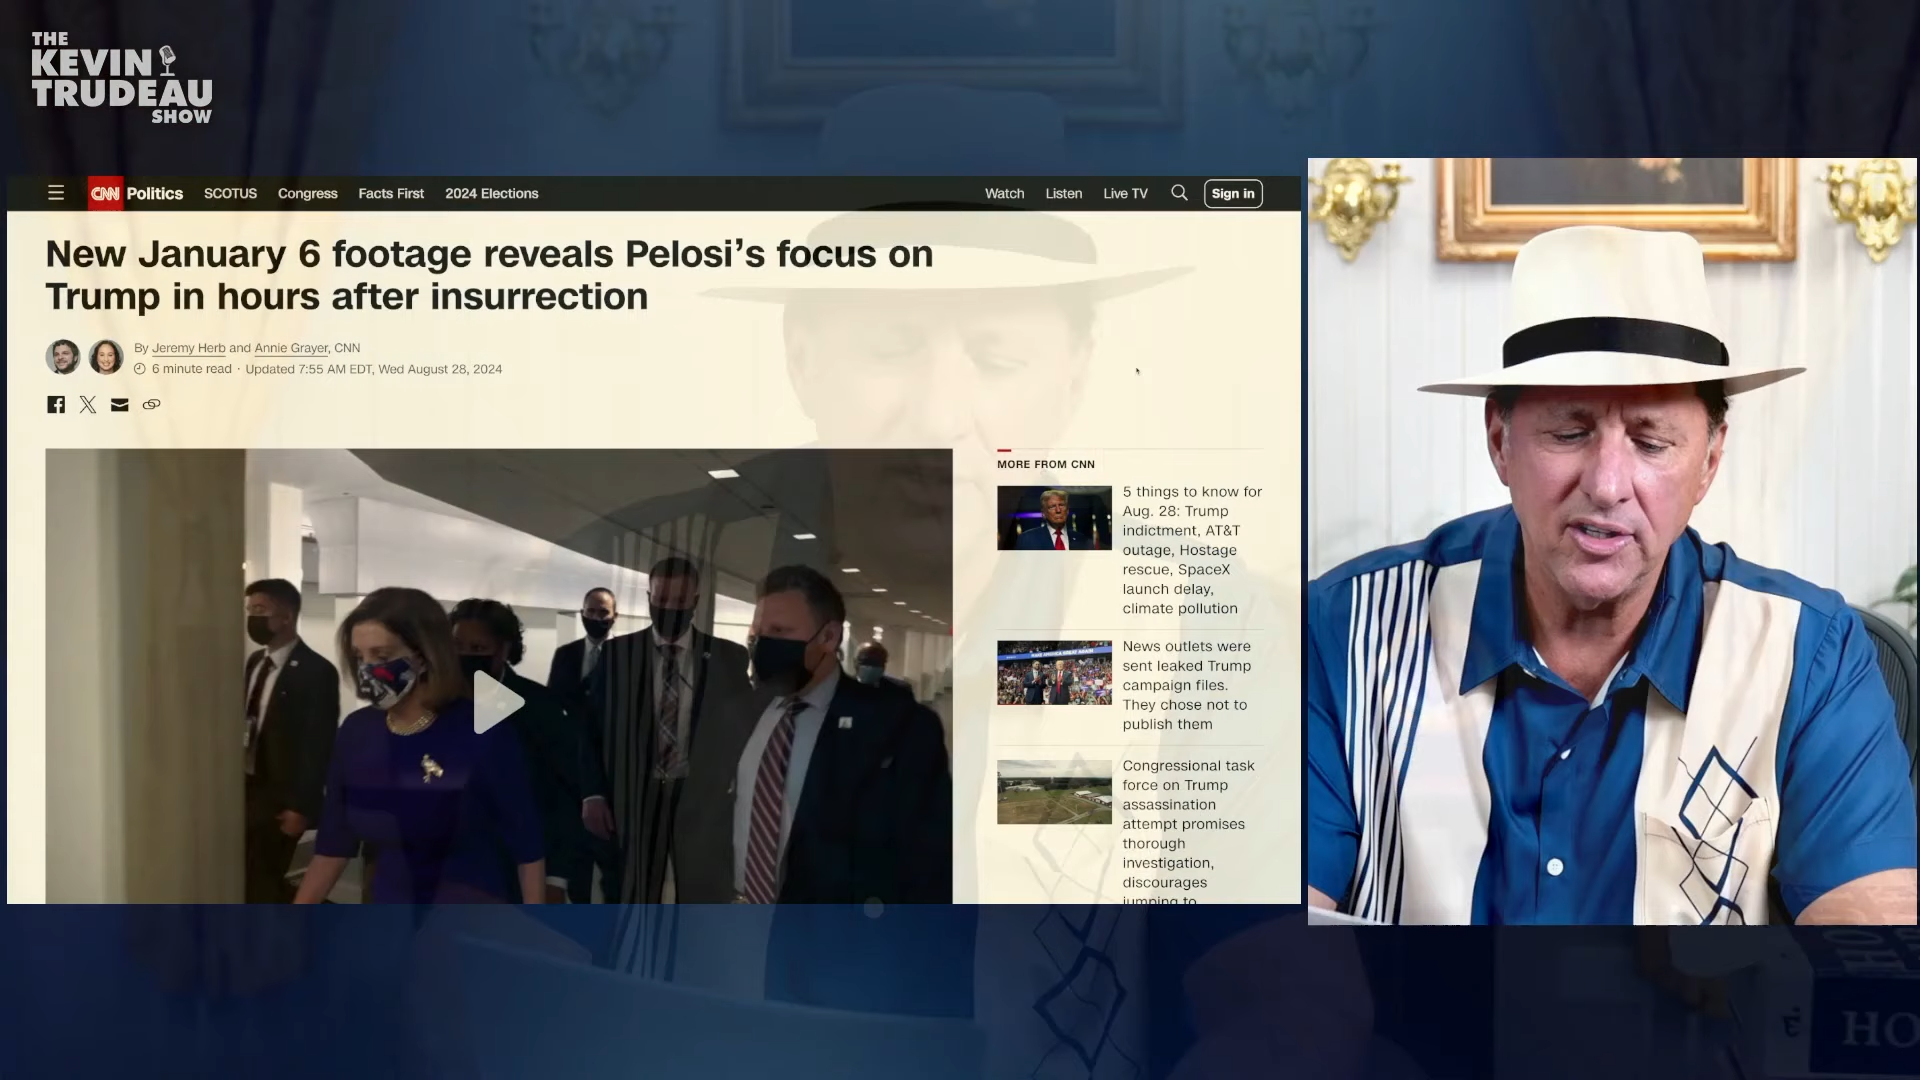 THE
KEVIN
TRUDEAU
SHOW
CNN Politics SCOTUS Congress Facts First 2024 Elections Watch Listen Live TV Sign in
New January 6 footage reveals Pelosi's focus on
Trump in hours after insurrection
By Jeremy Herb and Annie Grayer, CNN
6 minute read · Updated 7:55 AM EDT, Wed August 28, 2024
MORE FROM CNN
5 things to know for
Aug. 28: Trump
indictment, AT&T
outage, Hostage
rescue, SpaceX
launch delay,
climate pollution
News outlets were
sent leaked Trump
campaign files.
They chose not to
publish them
Congressional task
force on Trump
assassination
attempt promises
thorough
investigation,
discourages
jumping to
HO